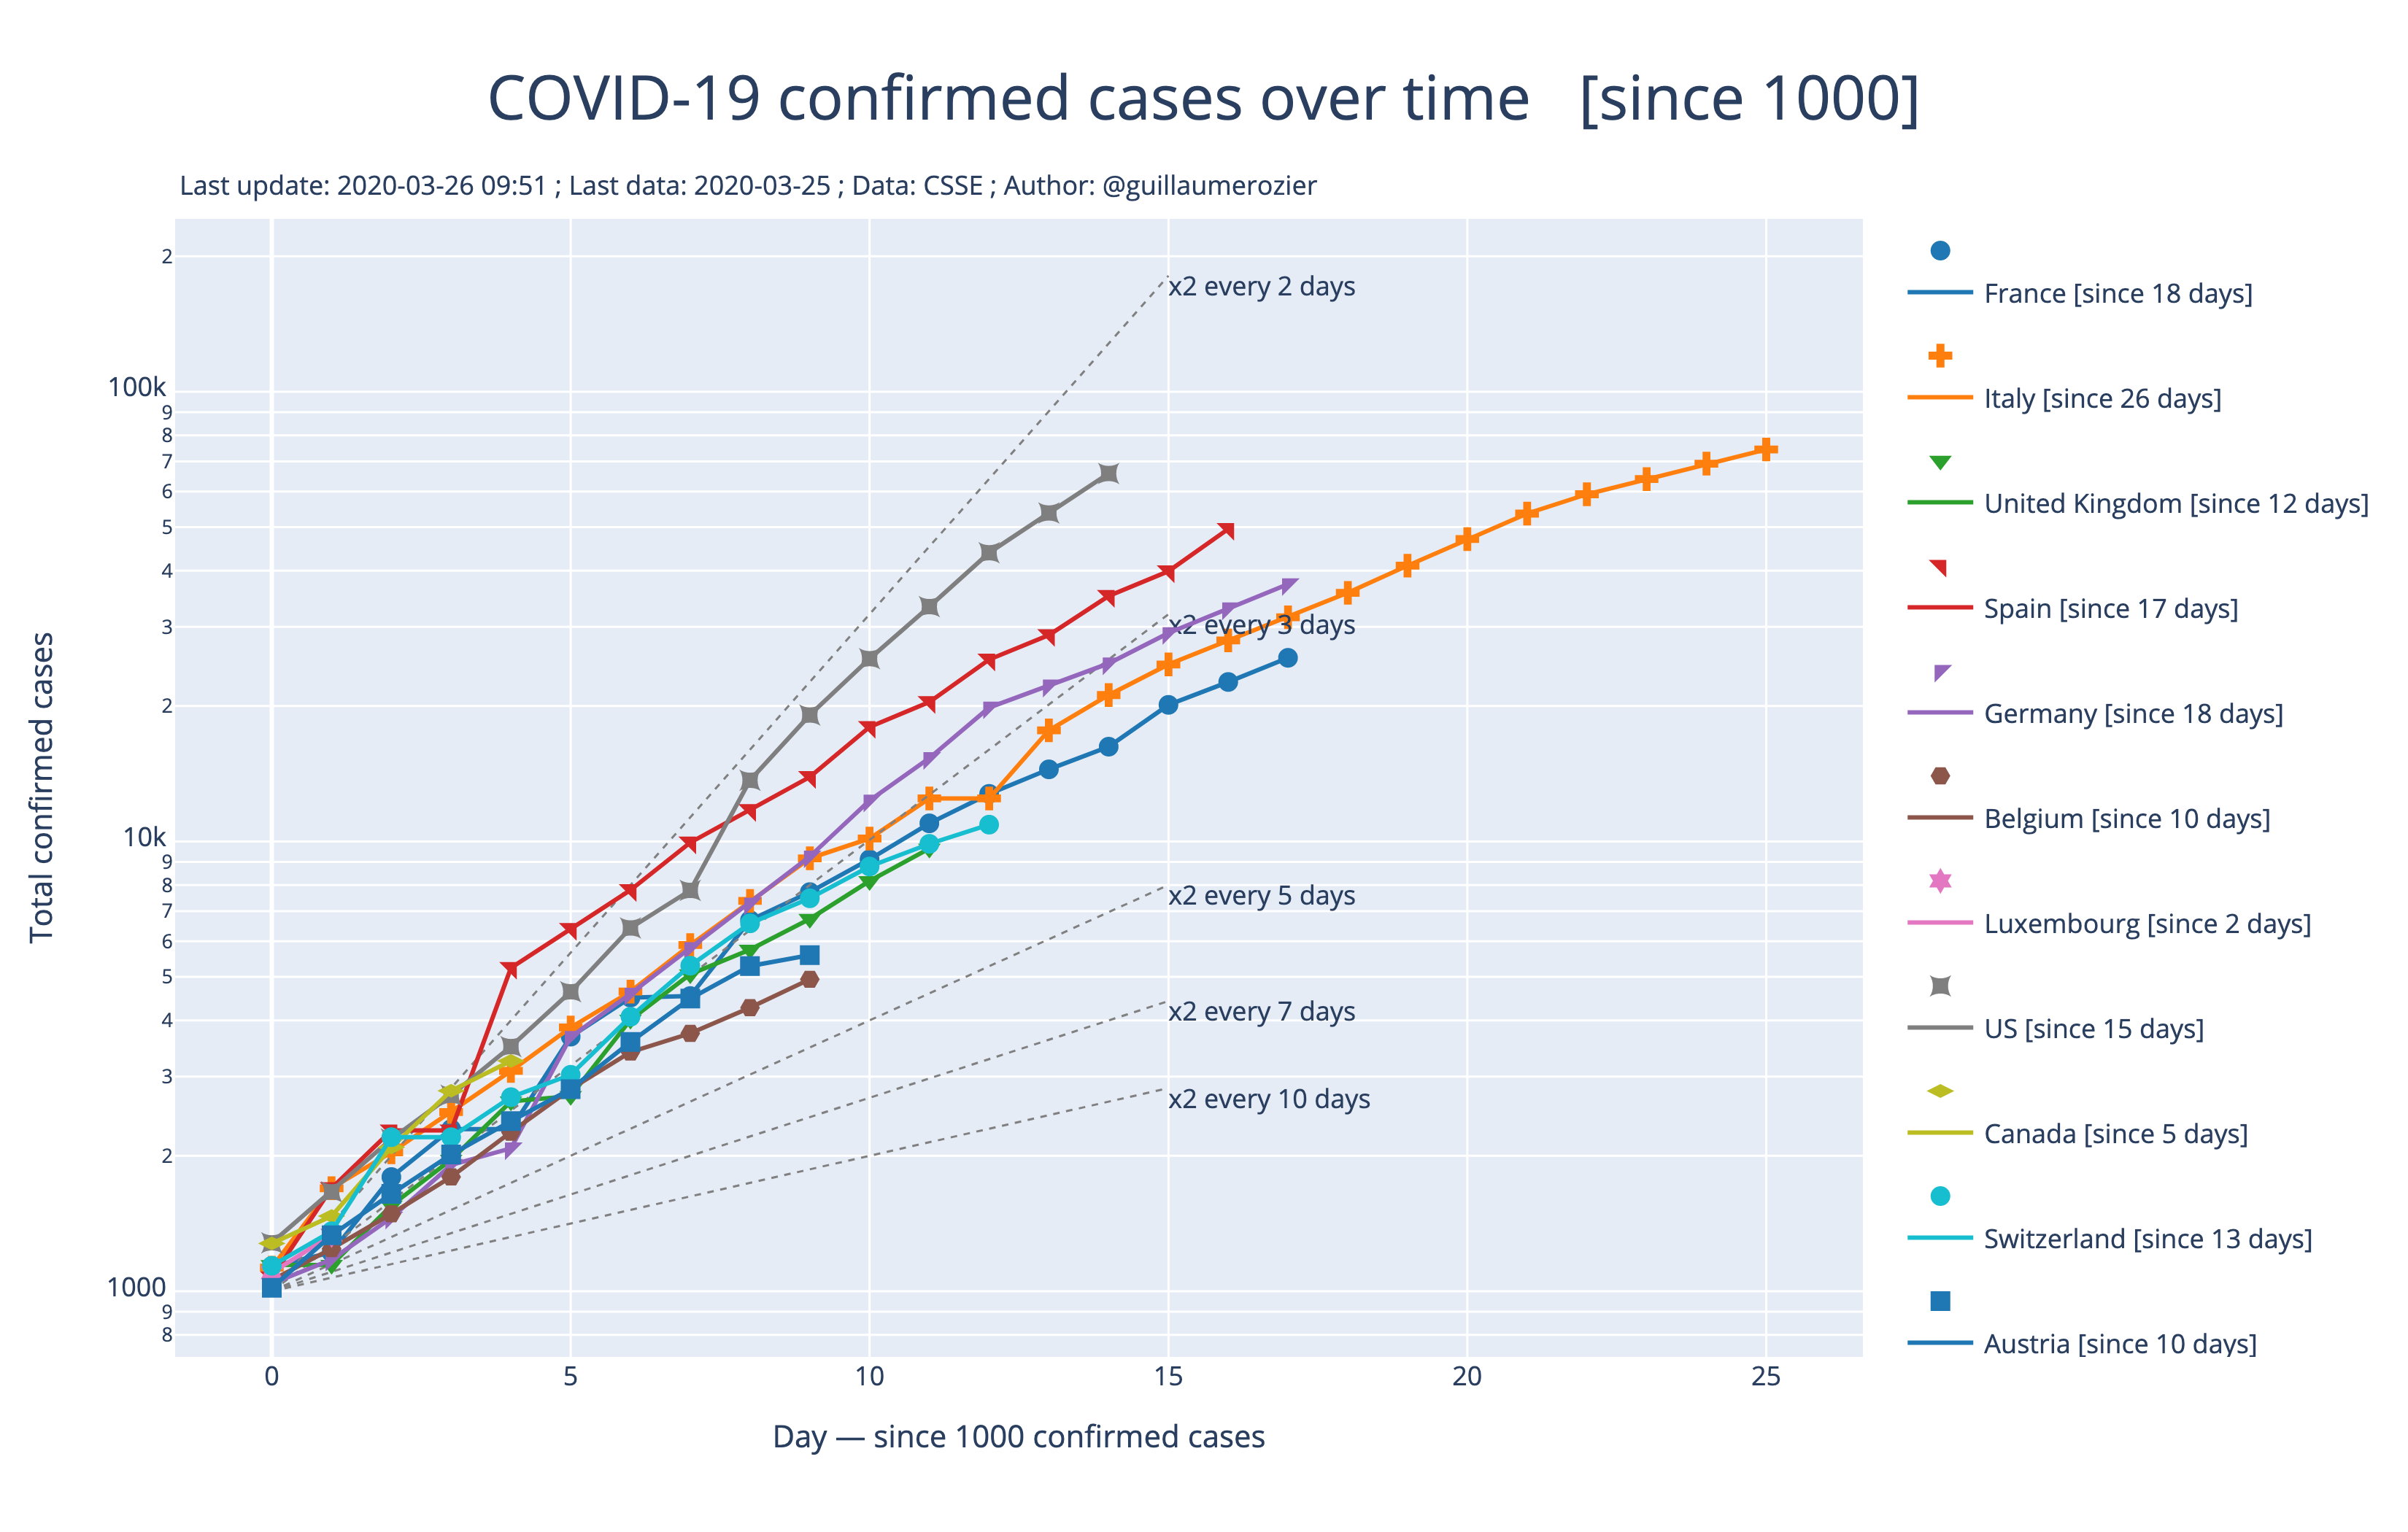 COVID-19 confirmed cases over time [since 1000]
Last update: 2020-03-26 09:51 ; Last data: 2020-03-25 ; Data: CSSE ; Author: @guillaumerozier
Total confirmed cases
2
100k
9
8
7
6
5
4
3
2
10k
9
8
7
6
5
4
3
2
1000
9
8
x2 every 2 days
x2 every 3 days
x2 every 5 days
x2 every 7 days
x2 every 10 days
0 5 10 15 20 25
Day — since 1000 confirmed cases
France [since 18 days]
Italy [since 26 days]
United Kingdom [since 12 days]
Spain [since 17 days]
Germany [since 18 days]
Belgium [since 10 days]
Luxembourg [since 2 days]
US [since 15 days]
Canada [since 5 days]
Switzerland [since 13 days]
Austria [since 10 days]